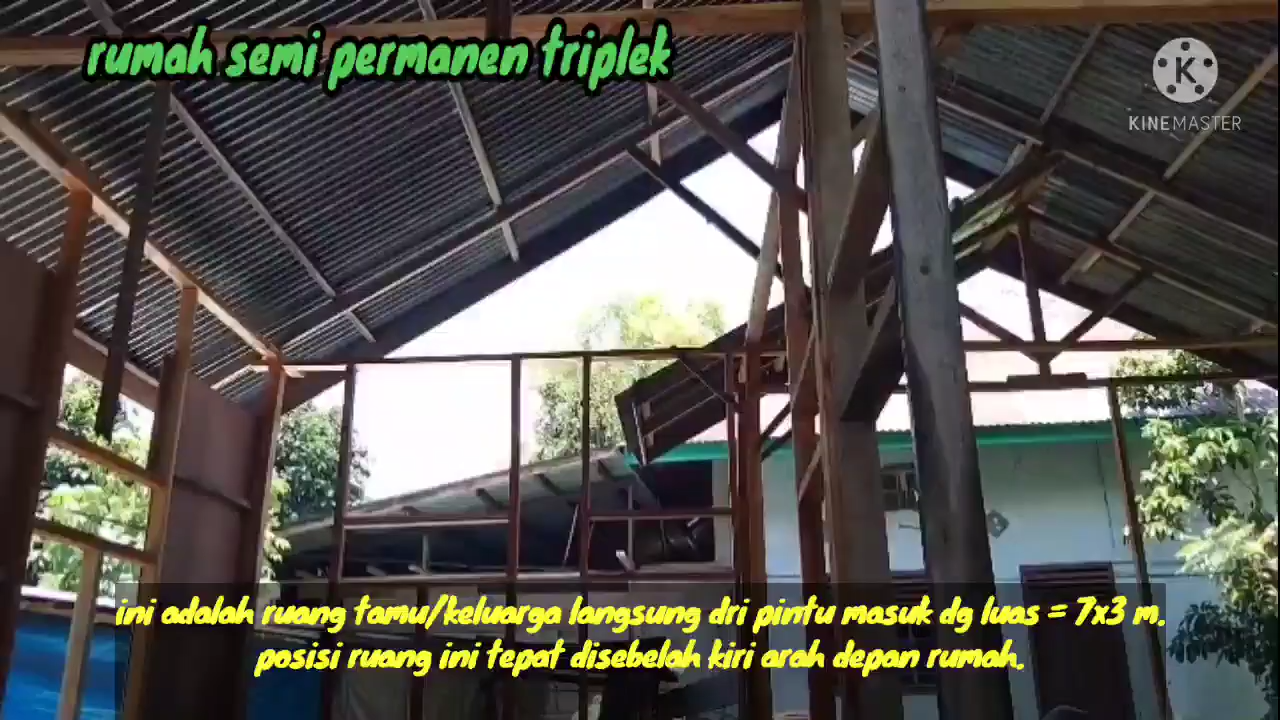 rumah semi permanen triplek
K
KINEMASTER
ini adalah ruang tamu/keluarga langsung dri pintu masuk dg luas = 7x3 m.
posisi ruang ini tepat disebelah kiri arah depan rumah.